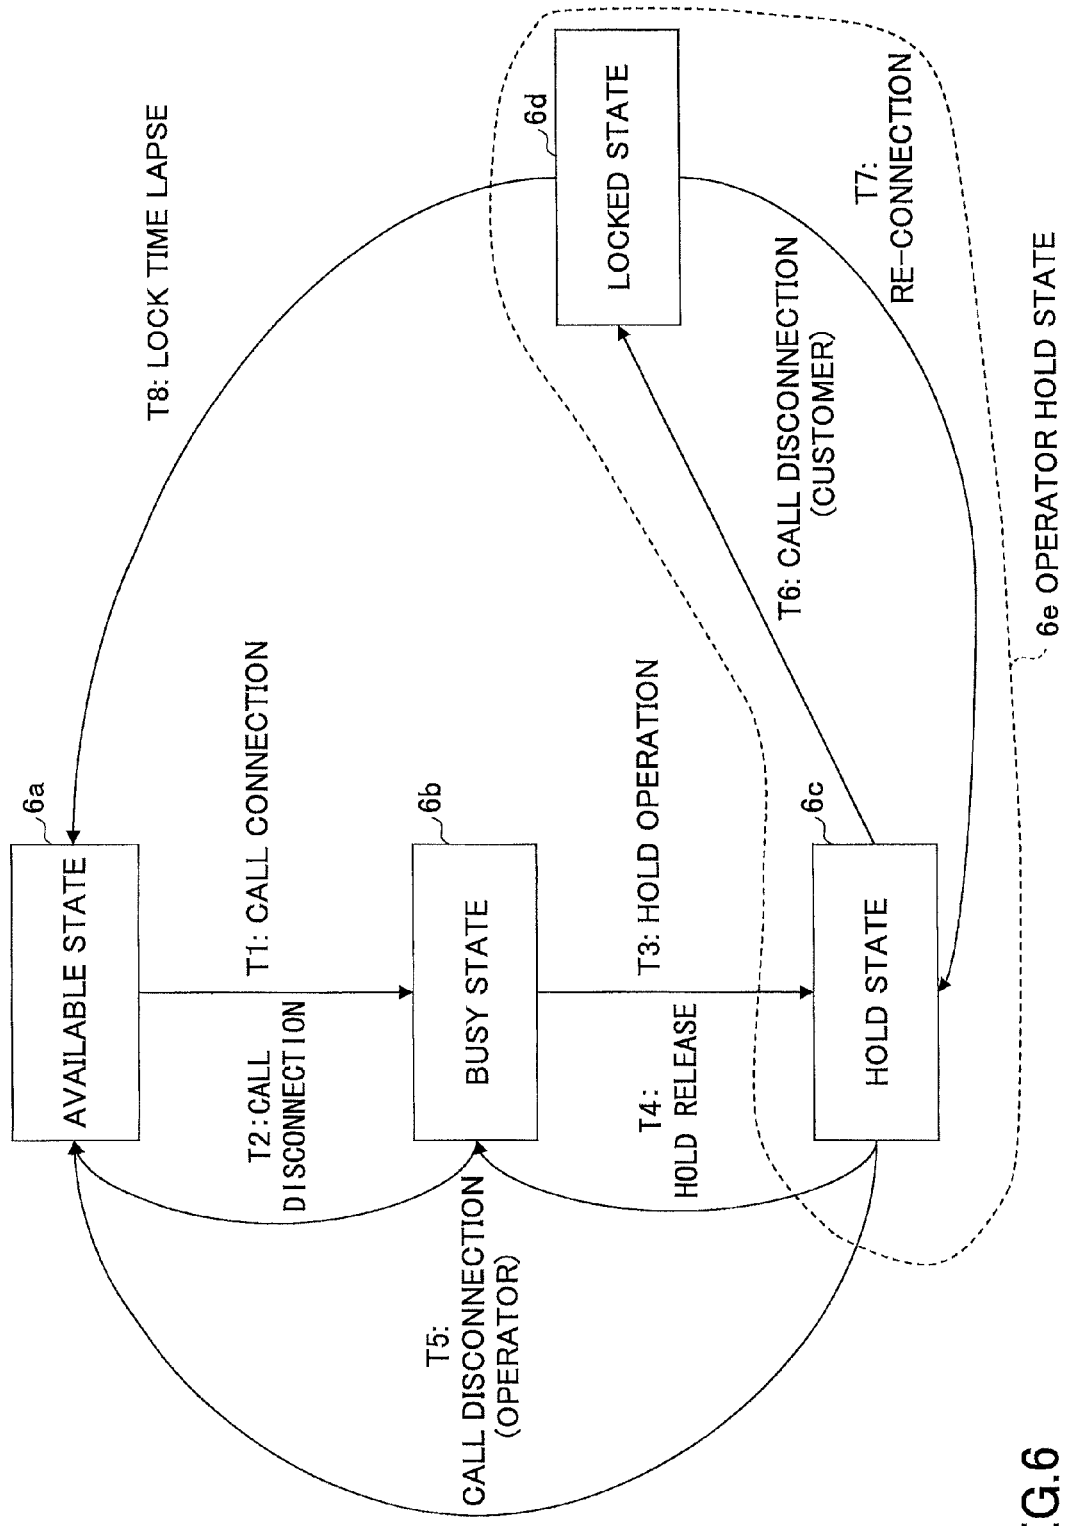 6a
AVAILABLE STATE
T1: CALL CONNECTION
T2:CALL
DISCONNECTION
6b
BUSY STATE
T3: HOLD OPERATION
T4:
HOLD RELEASE
T5:
CALL DISCONNECTION
(OPERATOR)
6c
HOLD STATE
T6: CALL DISCONNECTION
(CUSTOMER)
6d
LOCKED STATE
T7:
RE-CONNECTION
T8: LOCK TIME LAPSE
6e OPERATOR HOLD STATE
G.6